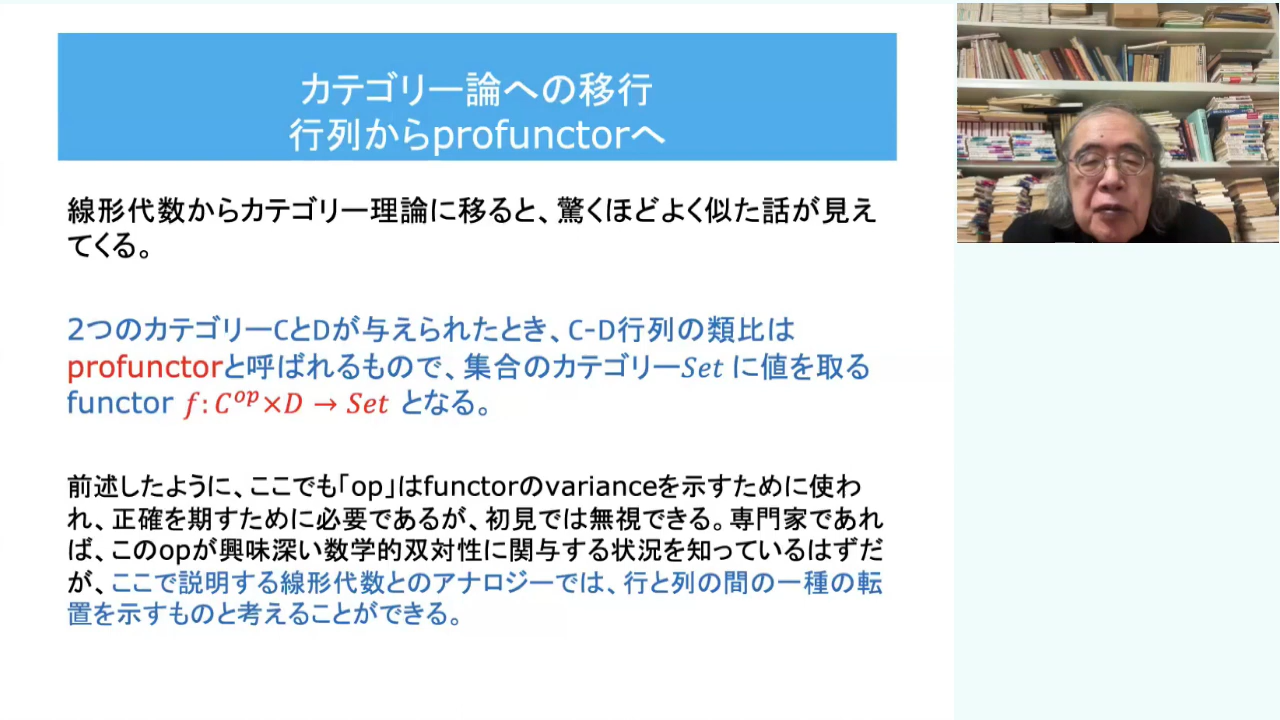 カテゴリー論への移行
行列からprofunctorへ
線形代数からカテゴリー理論に移ると、驚くほどよく似た話が見え
てくる。
2つのカテゴリーCとDが与えられたとき、C-D行列の類比は
profunctorと呼ばれるもので、集合のカテゴリーSet に値を取る
functor f:C^op×D → Set となる。
前述したように、ここでも「op」はfunctorのvarianceを示すために使わ
れ、正確を期すために必要であるが、初見では無視できる。専門家であれ
ば、このopが興味深い数学的双対性に関与する状況を知っているはずだ
が、ここで説明する線形代数とのアナロジーでは、行と列の間の一種の転
置を示すものと考えることができる。